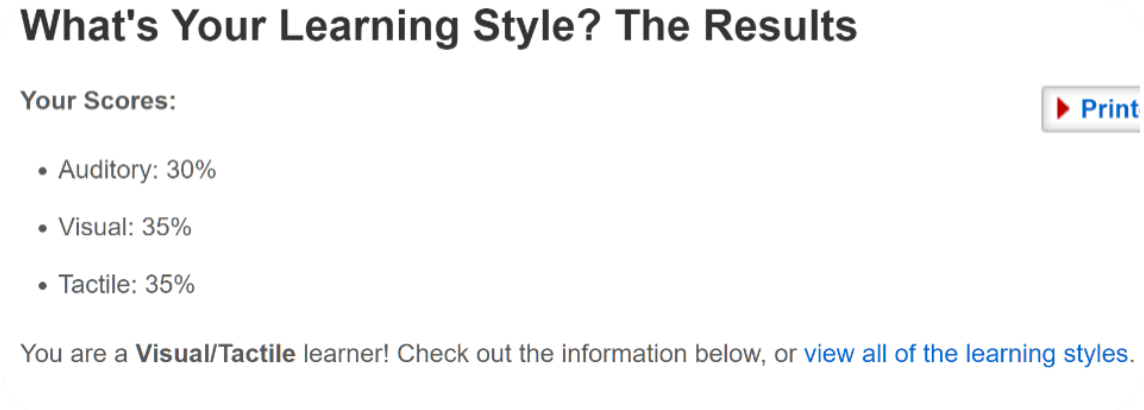 What's Your Learning Style? The Results
Your Scores:
Print
• Auditory: 30%
• Visual: 35%
• Tactile: 35%
You are a Visual/Tactile learner! Check out the information below, or view all of the learning styles.